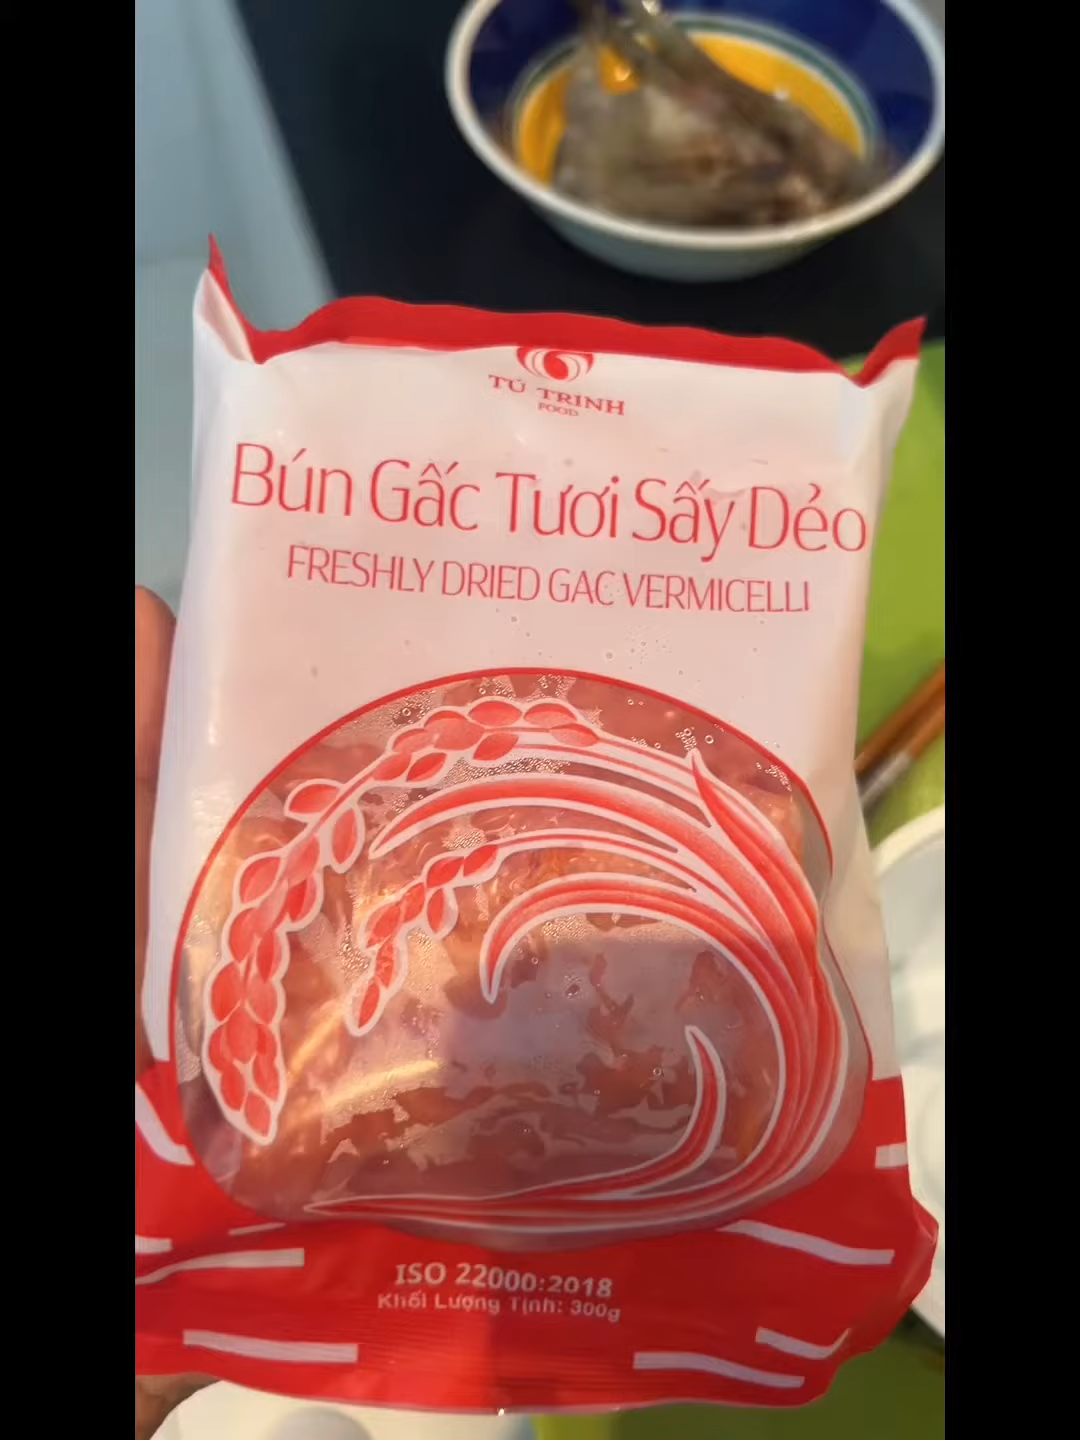 TÚ TRINH
FOOD
Bún Gấc Tươi Sấy Dẻo
FRESHLY DRIED GAC VERMICELLI
ISO 22000:2018
Khối Lượng Tịnh: 300g